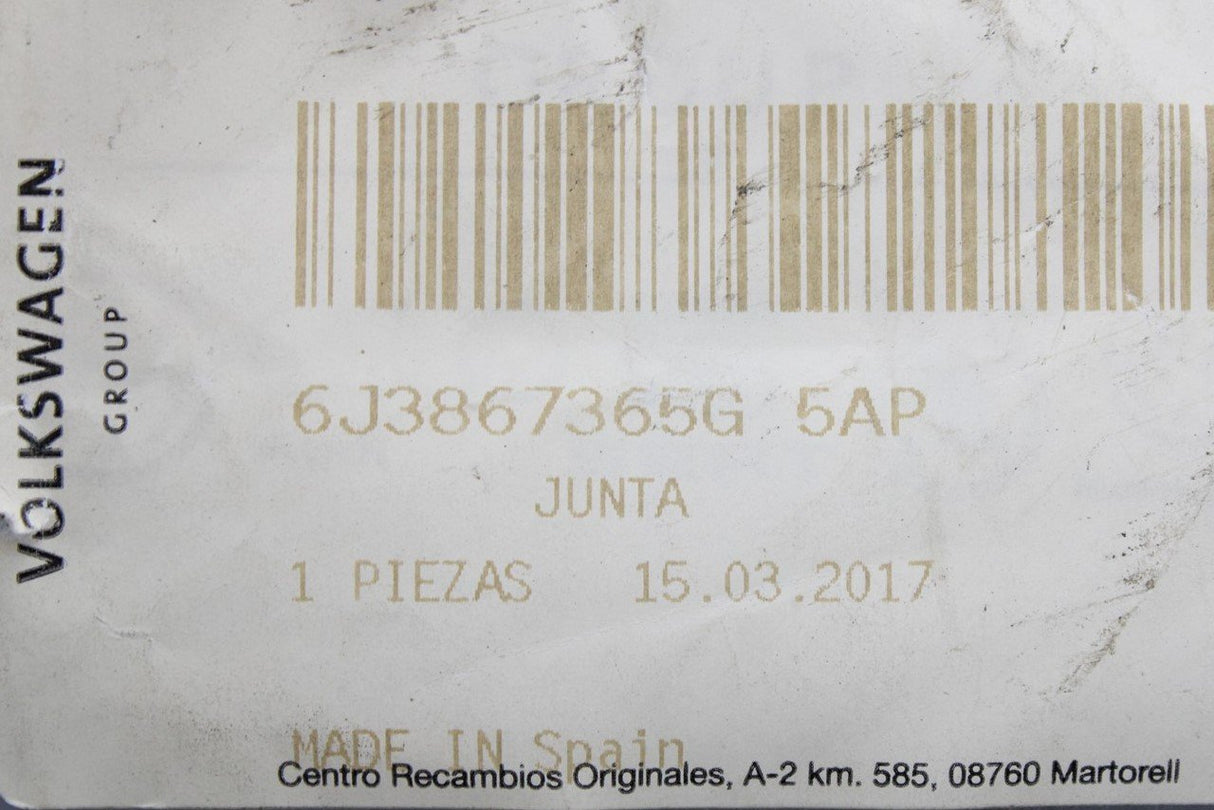 VOLKSWAGEN
GROUP
6J3867365G 5AP
JUNTA
1 PIEZAS 15.03.2017
MADE IN Spain
Centro Recambios Originales, A-2 km. 585, 08760 Martorell